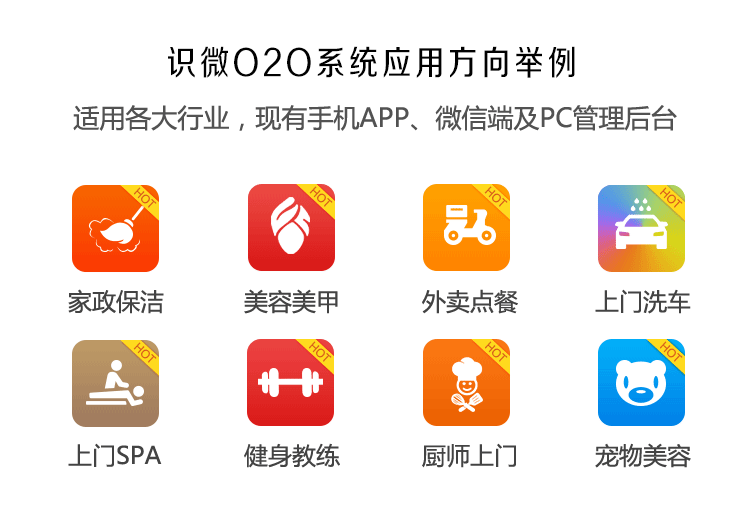 识微O2O系统应用方向举例
适用各大行业，现有手机APP、微信端及PC管理后台
HOT HOT HOT HOT
家政保洁 美容美甲 外卖点餐 上门洗车
HOT HOT HOT HOT
上门SPA 健身教练 厨师上门 宠物美容